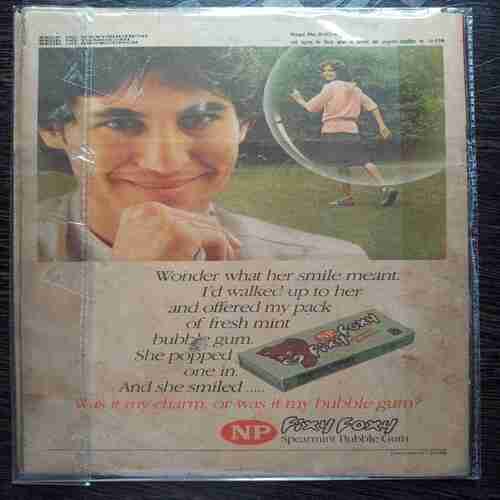 Wonder what her smile meant.
I'd walked up to her
and offered my pack
of fresh mint
bubble gum.
She popped
one in.
And she smiled.....
Was it my charm, or was it my bubble gum?
NP
Fixy Foxy
NP Fixy Foxy
Spearmint Bubble Gum